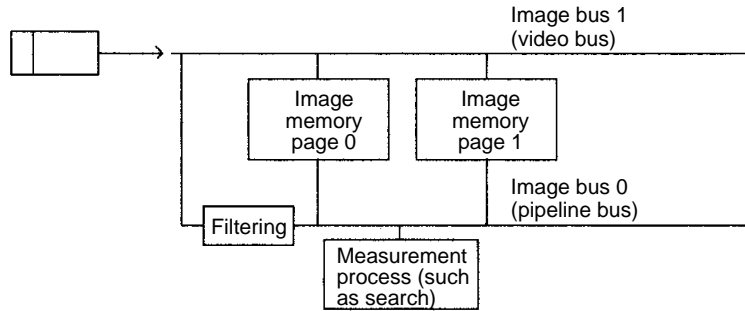 Image bus 1
(video bus)
Image
memory
page 0
Image
memory
page 1
Image bus 0
(pipeline bus)
Filtering
Measurement
process (such
as search)